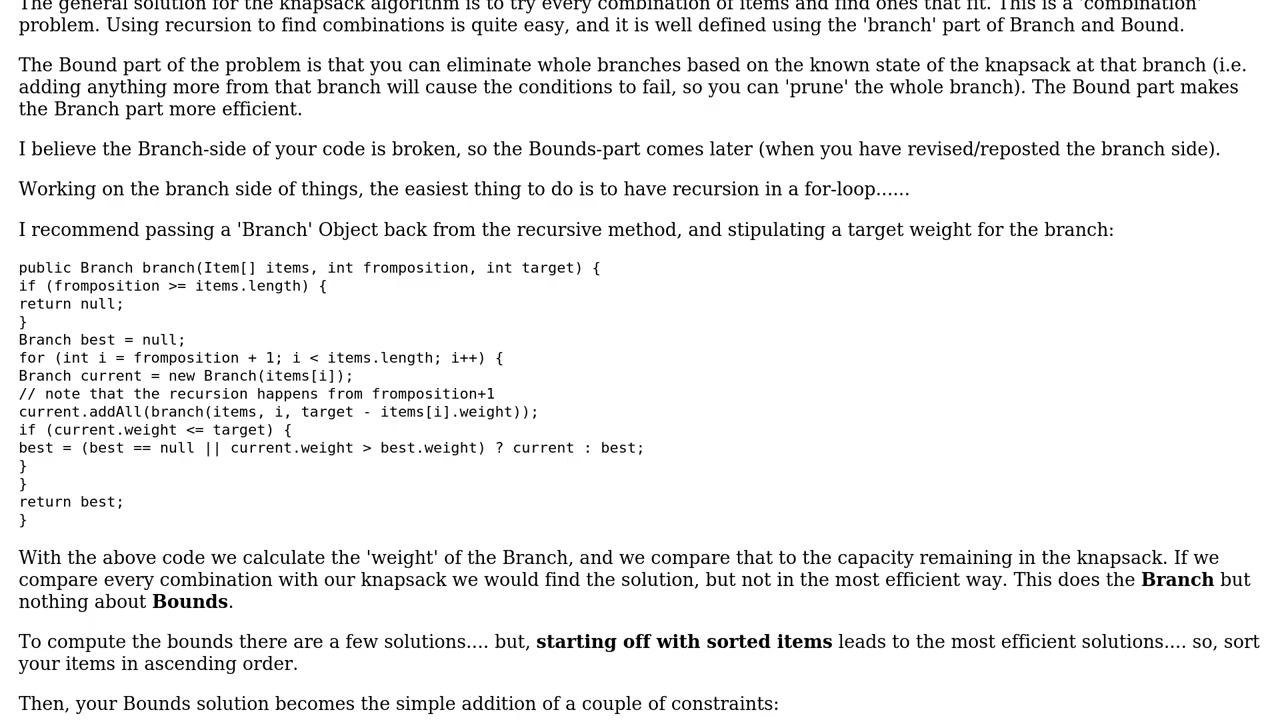 The general solution for the knapsack algorithm is to try every combination of items and find ones that fit. This is a 'combination'
problem. Using recursion to find combinations is quite easy, and it is well defined using the 'branch' part of Branch and Bound.
The Bound part of the problem is that you can eliminate whole branches based on the known state of the knapsack at that branch (i.e.
adding anything more from that branch will cause the conditions to fail, so you can 'prune' the whole branch). The Bound part makes
the Branch part more efficient.
I believe the Branch-side of your code is broken, so the Bounds-part comes later (when you have revised/reposted the branch side).
Working on the branch side of things, the easiest thing to do is to have recursion in a for-loop......
I recommend passing a 'Branch' Object back from the recursive method, and stipulating a target weight for the branch:
public Branch branch(Item[] items, int fromposition, int target) {
if (fromposition >= items.length) {
return null;
}
Branch best = null;
for (int i = fromposition + 1; i < items.length; i++) {
Branch current = new Branch(items[i]);
// note that the recursion happens from fromposition+1
current.addAll(branch(items, i, target - items[i].weight));
if (current.weight <= target) {
best = (best == null || current.weight > best.weight) ? current : best;
}
}
return best;
}
With the above code we calculate the 'weight' of the Branch, and we compare that to the capacity remaining in the knapsack. If we
compare every combination with our knapsack we would find the solution, but not in the most efficient way. This does the Branch but
nothing about Bounds.
To compute the bounds there are a few solutions.... but, starting off with sorted items leads to the most efficient solutions.... so, sort
your items in ascending order.
Then, your Bounds solution becomes the simple addition of a couple of constraints: